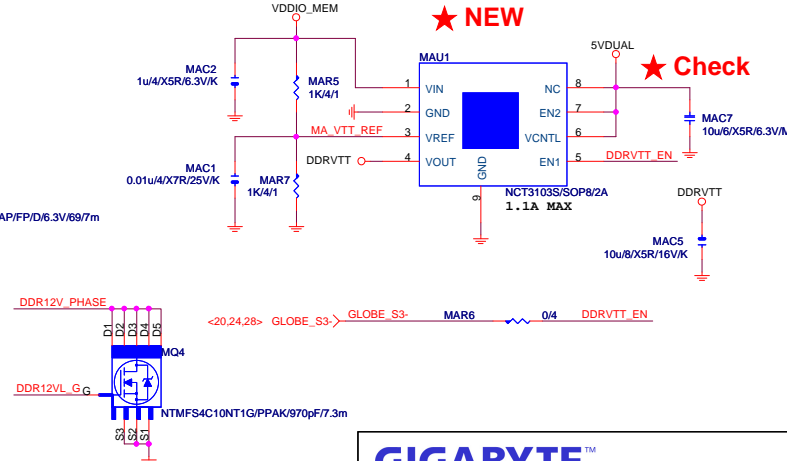 VDDIO_MEM
★ NEW
MAC2
1u/4/X5R/6.3V/K
MAR5
1K/4/1
MAU1
5VDUAL
★ Check
1 VIN
2 GND
MA_VTT_REF 3 VREF
DDRVTT 4 VOUT
GND
9
NC 8
EN2 7
VCNTL 6
EN1 5 DDRVTT_EN
MAC7
10u/6/X5R/6.3V/M
MAC1
0.01u/4/X7R/25V/K
MAR7
1K/4/1
NCT3103S/SOP8/2A
1.1A MAX
DDRVTT
MAC5
10u/8/X5R/16V/K
AP/FP/D/6.3V/69/7m
DDR12V_PHASE
D1
D2
D3
D4
D5
MQ4
DDR12VL_G G
NTMFS4C10NT1G/PPAK/970pF/7.3m
S3
S2
S1
<20,24,28> GLOBE_S3- GLOBE_S3- MAR6 0/4 DDRVTT_EN
GIGABYTE™